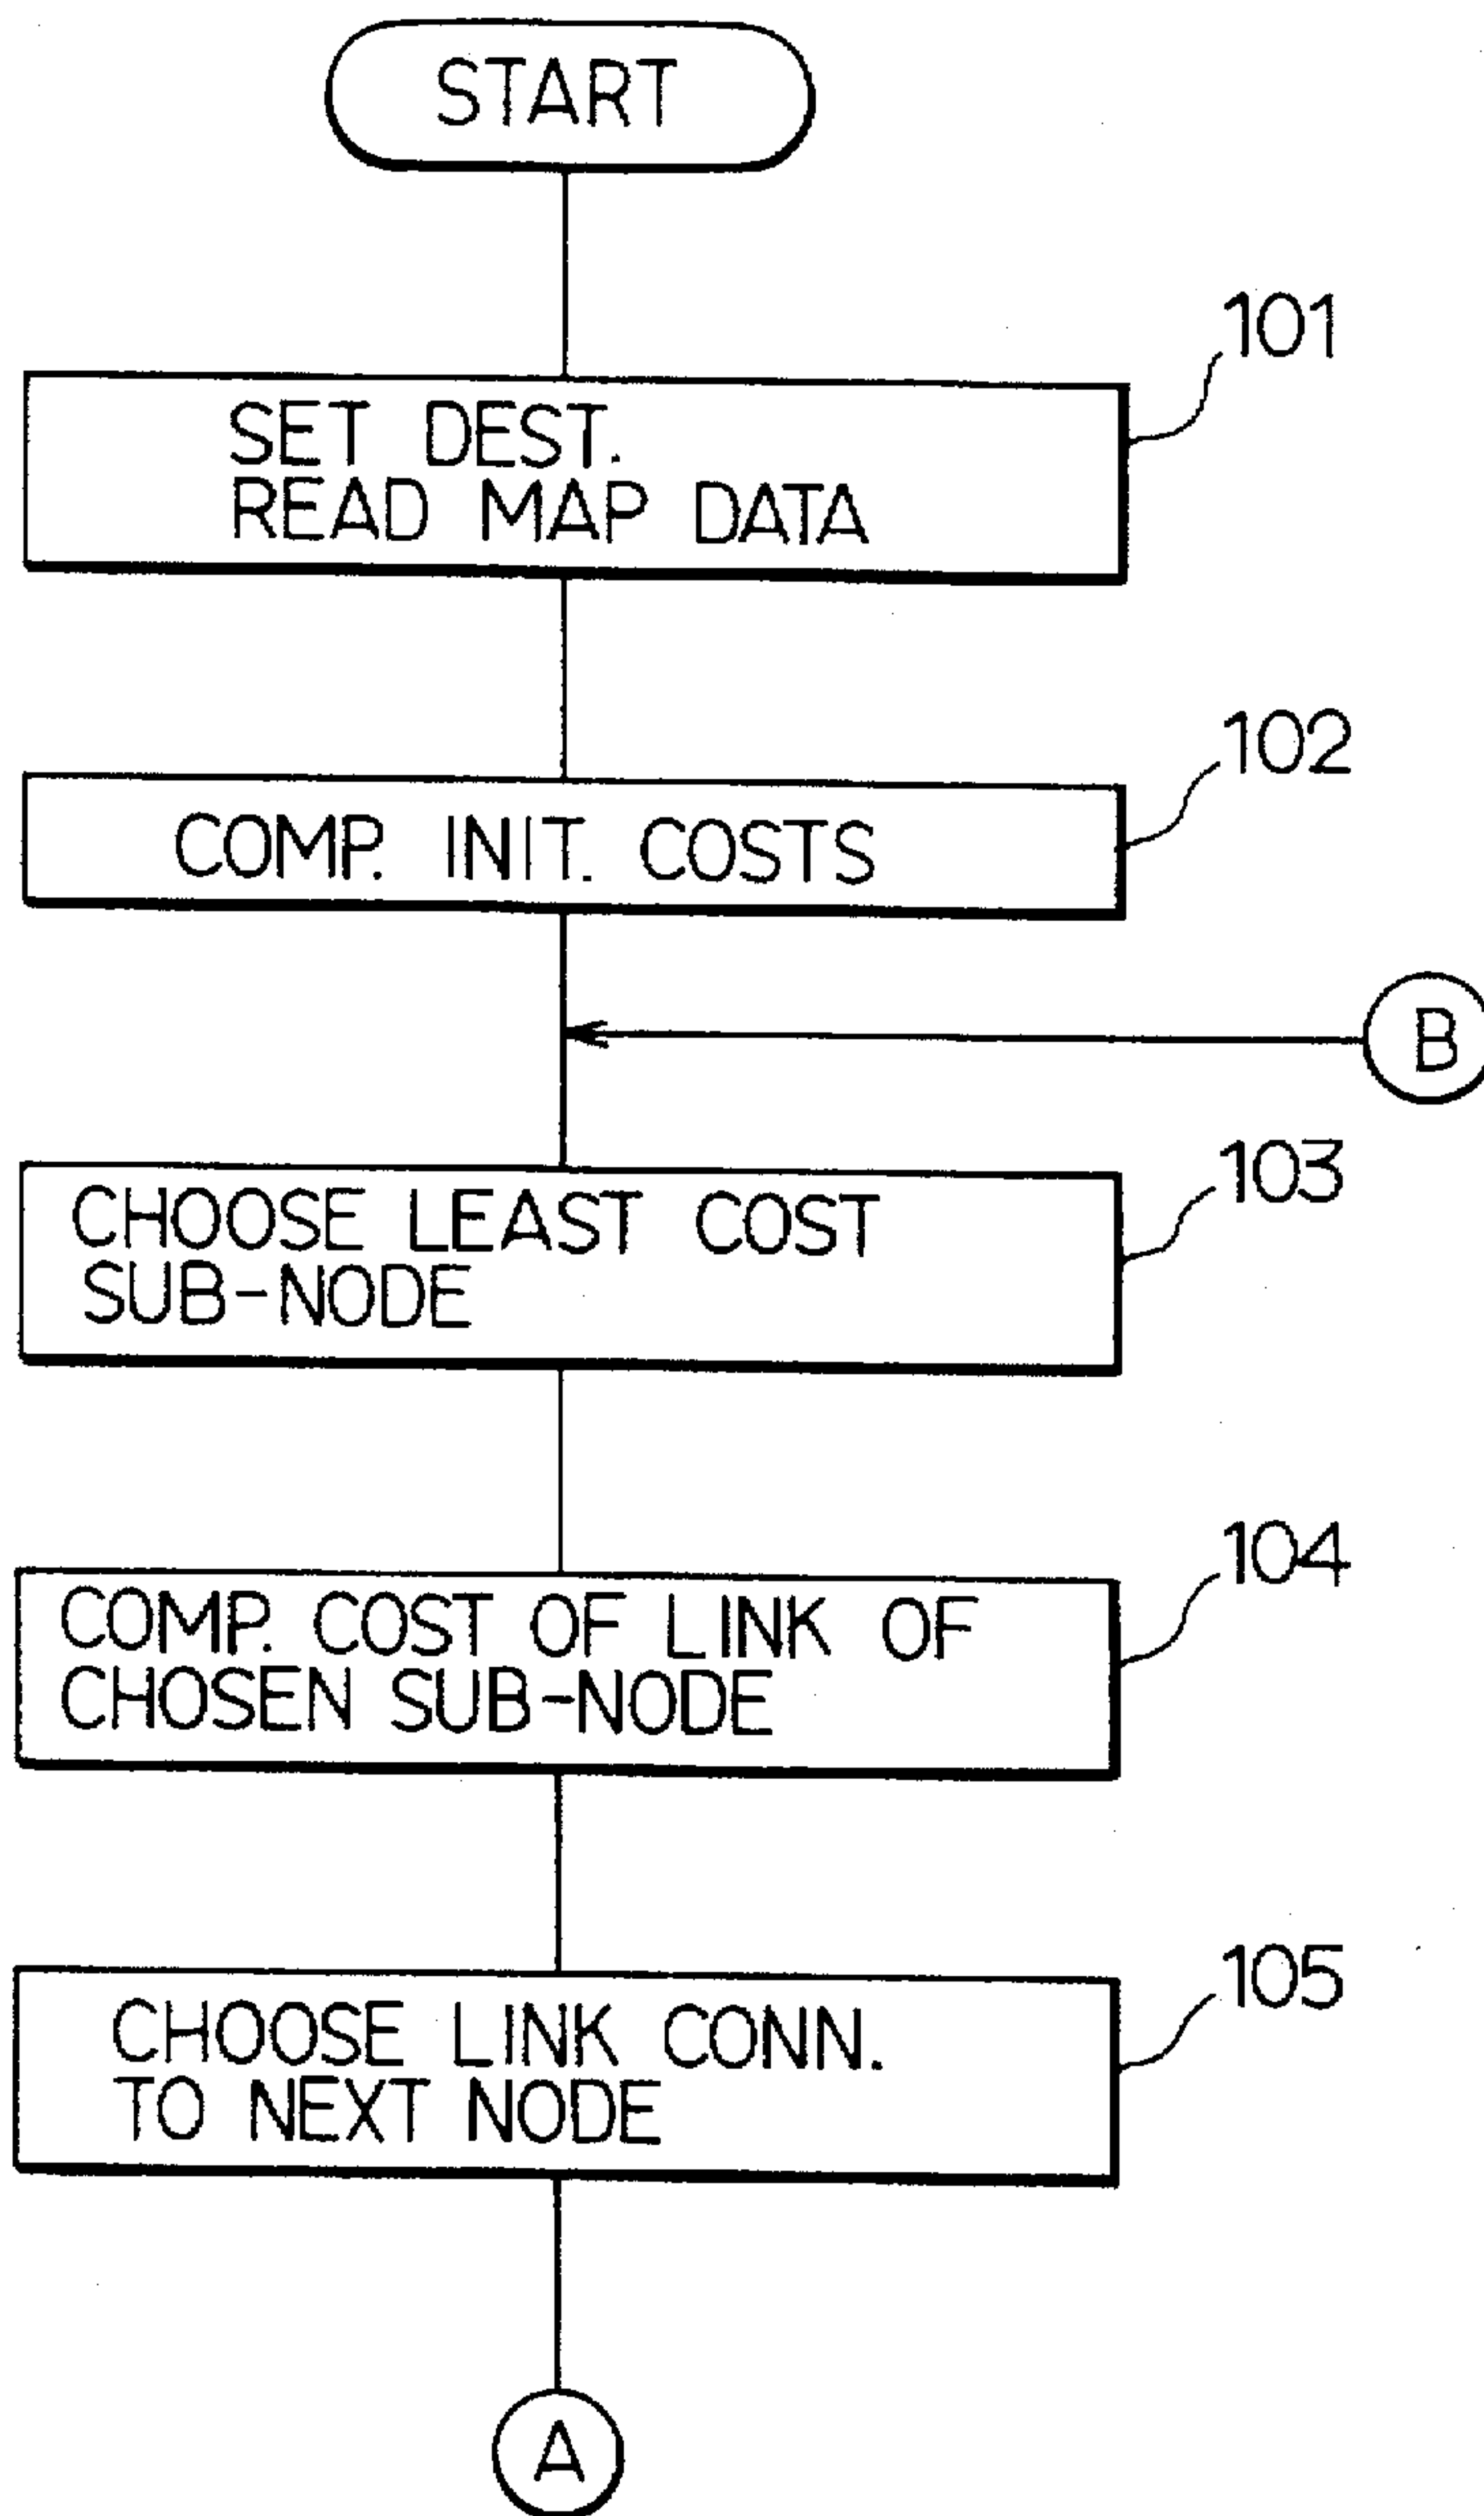 START
101
SET DEST.
READ MAP DATA
102
COMP. INIT. COSTS
B
103
CHOOSE LEAST COST
SUB-NODE
104
COMP. COST OF LINK OF
CHOSEN SUB-NODE
105
CHOOSE LINK CONN.
TO NEXT NODE
A